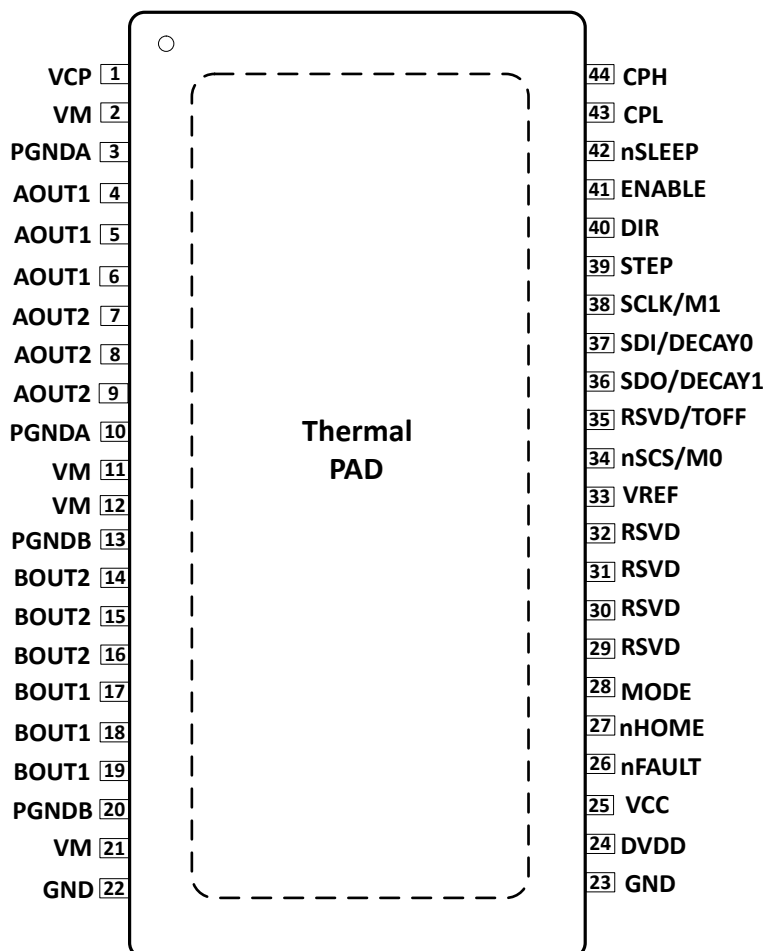 VCP 1
VM 2
PGNDA 3
AOUT1 4
AOUT1 5
AOUT1 6
AOUT2 7
AOUT2 8
AOUT2 9
PGNDA 10
VM 11
VM 12
PGNDB 13
BOUT2 14
BOUT2 15
BOUT2 16
BOUT1 17
BOUT1 18
BOUT1 19
PGNDB 20
VM 21
GND 22
Thermal
PAD
44 CPH
43 CPL
42 nSLEEP
41 ENABLE
40 DIR
39 STEP
38 SCLK/M1
37 SDI/DECAY0
36 SDO/DECAY1
35 RSVD/TOFF
34 nSCS/M0
33 VREF
32 RSVD
31 RSVD
30 RSVD
29 RSVD
28 MODE
27 nHOME
26 nFAULT
25 VCC
24 DVDD
23 GND